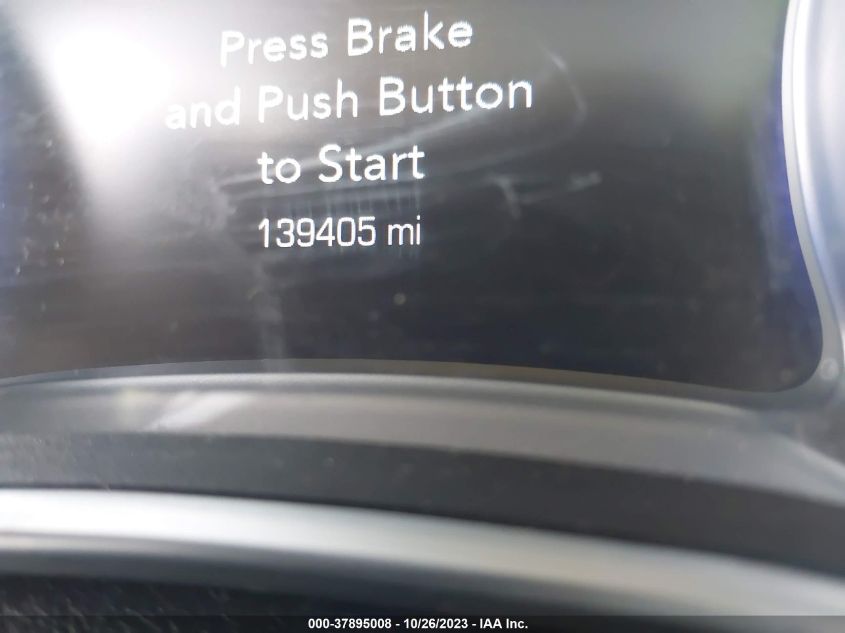 Press Brake
and Push Button
to Start
139405 mi
000-37895008 - 10/26/2023 - IAA Inc.